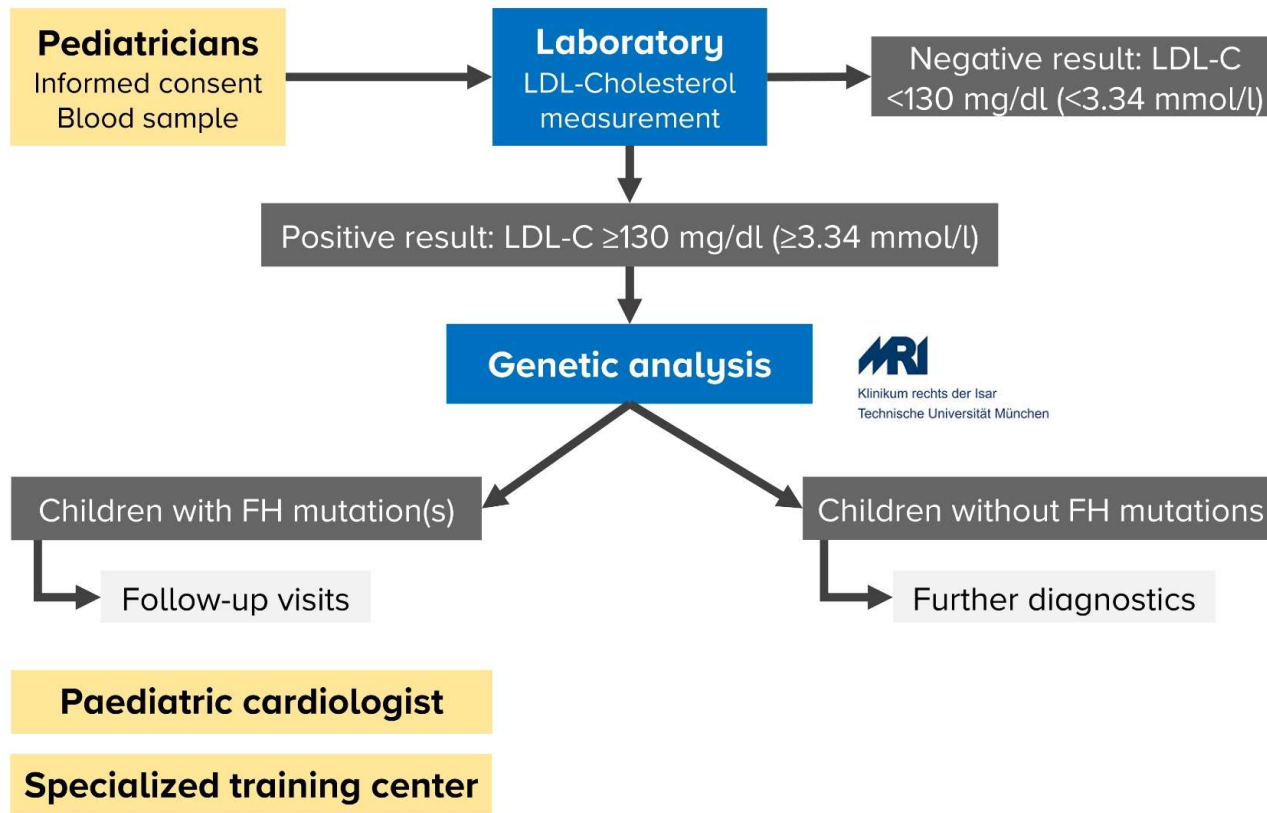 Pediatricians
Informed consent
Blood sample
Laboratory
LDL-Cholesterol
measurement
Negative result: LDL-C
<130 mg/dl (<3.34 mmol/l)
Positive result: LDL-C ≥130 mg/dl (≥3.34 mmol/l)
Genetic analysis
MRI
Klinikum rechts der Isar
Technische Universität München
Children with FH mutation(s)
Children without FH mutations
Follow-up visits
Further diagnostics
Paediatric cardiologist
Specialized training center